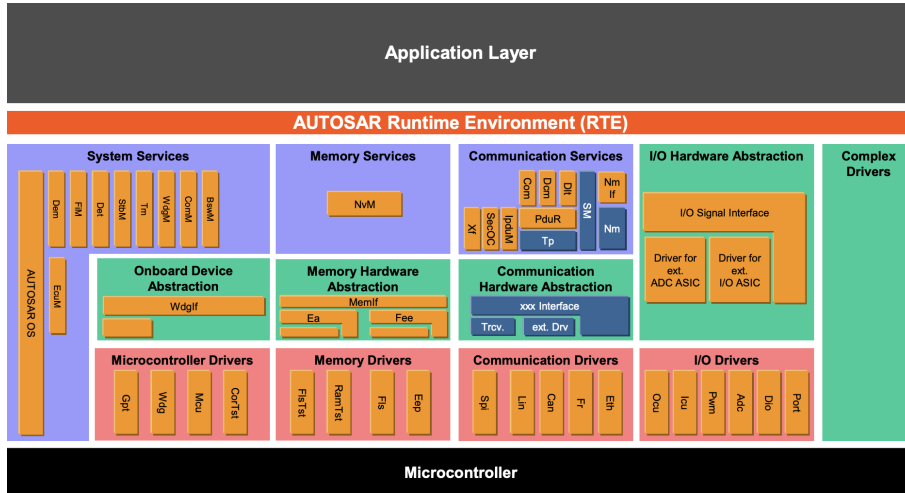 Application Layer
AUTOSAR Runtime Environment (RTE)
System Services
AUTOSAR OS
Dem
FiM
Det
StbM
Tm
WdgM
ComM
BswM
EcuM
Memory Services
NvM
Communication Services
Xf
SecOC
IpduM
Com
Dcm
Dlt
PduR
Tp
SM
Nm
If
Nm
I/O Hardware Abstraction
I/O Signal Interface
Driver for
ext.
ADC ASIC
Driver for
ext.
I/O ASIC
Complex
Drivers
Onboard Device
Abstraction
WdgIf
Memory Hardware
Abstraction
MemIf
Ea
Fee
Communication
Hardware Abstraction
xxx Interface
Trcv.
ext. Drv
Microcontroller Drivers
Gpt
Wdg
Mcu
CorTst
Memory Drivers
FlsTst
RamTst
Fls
Eep
Communication Drivers
Spi
Lin
Can
Fr
Eth
I/O Drivers
Ocu
Icu
Pwm
Adc
Dio
Port
Microcontroller